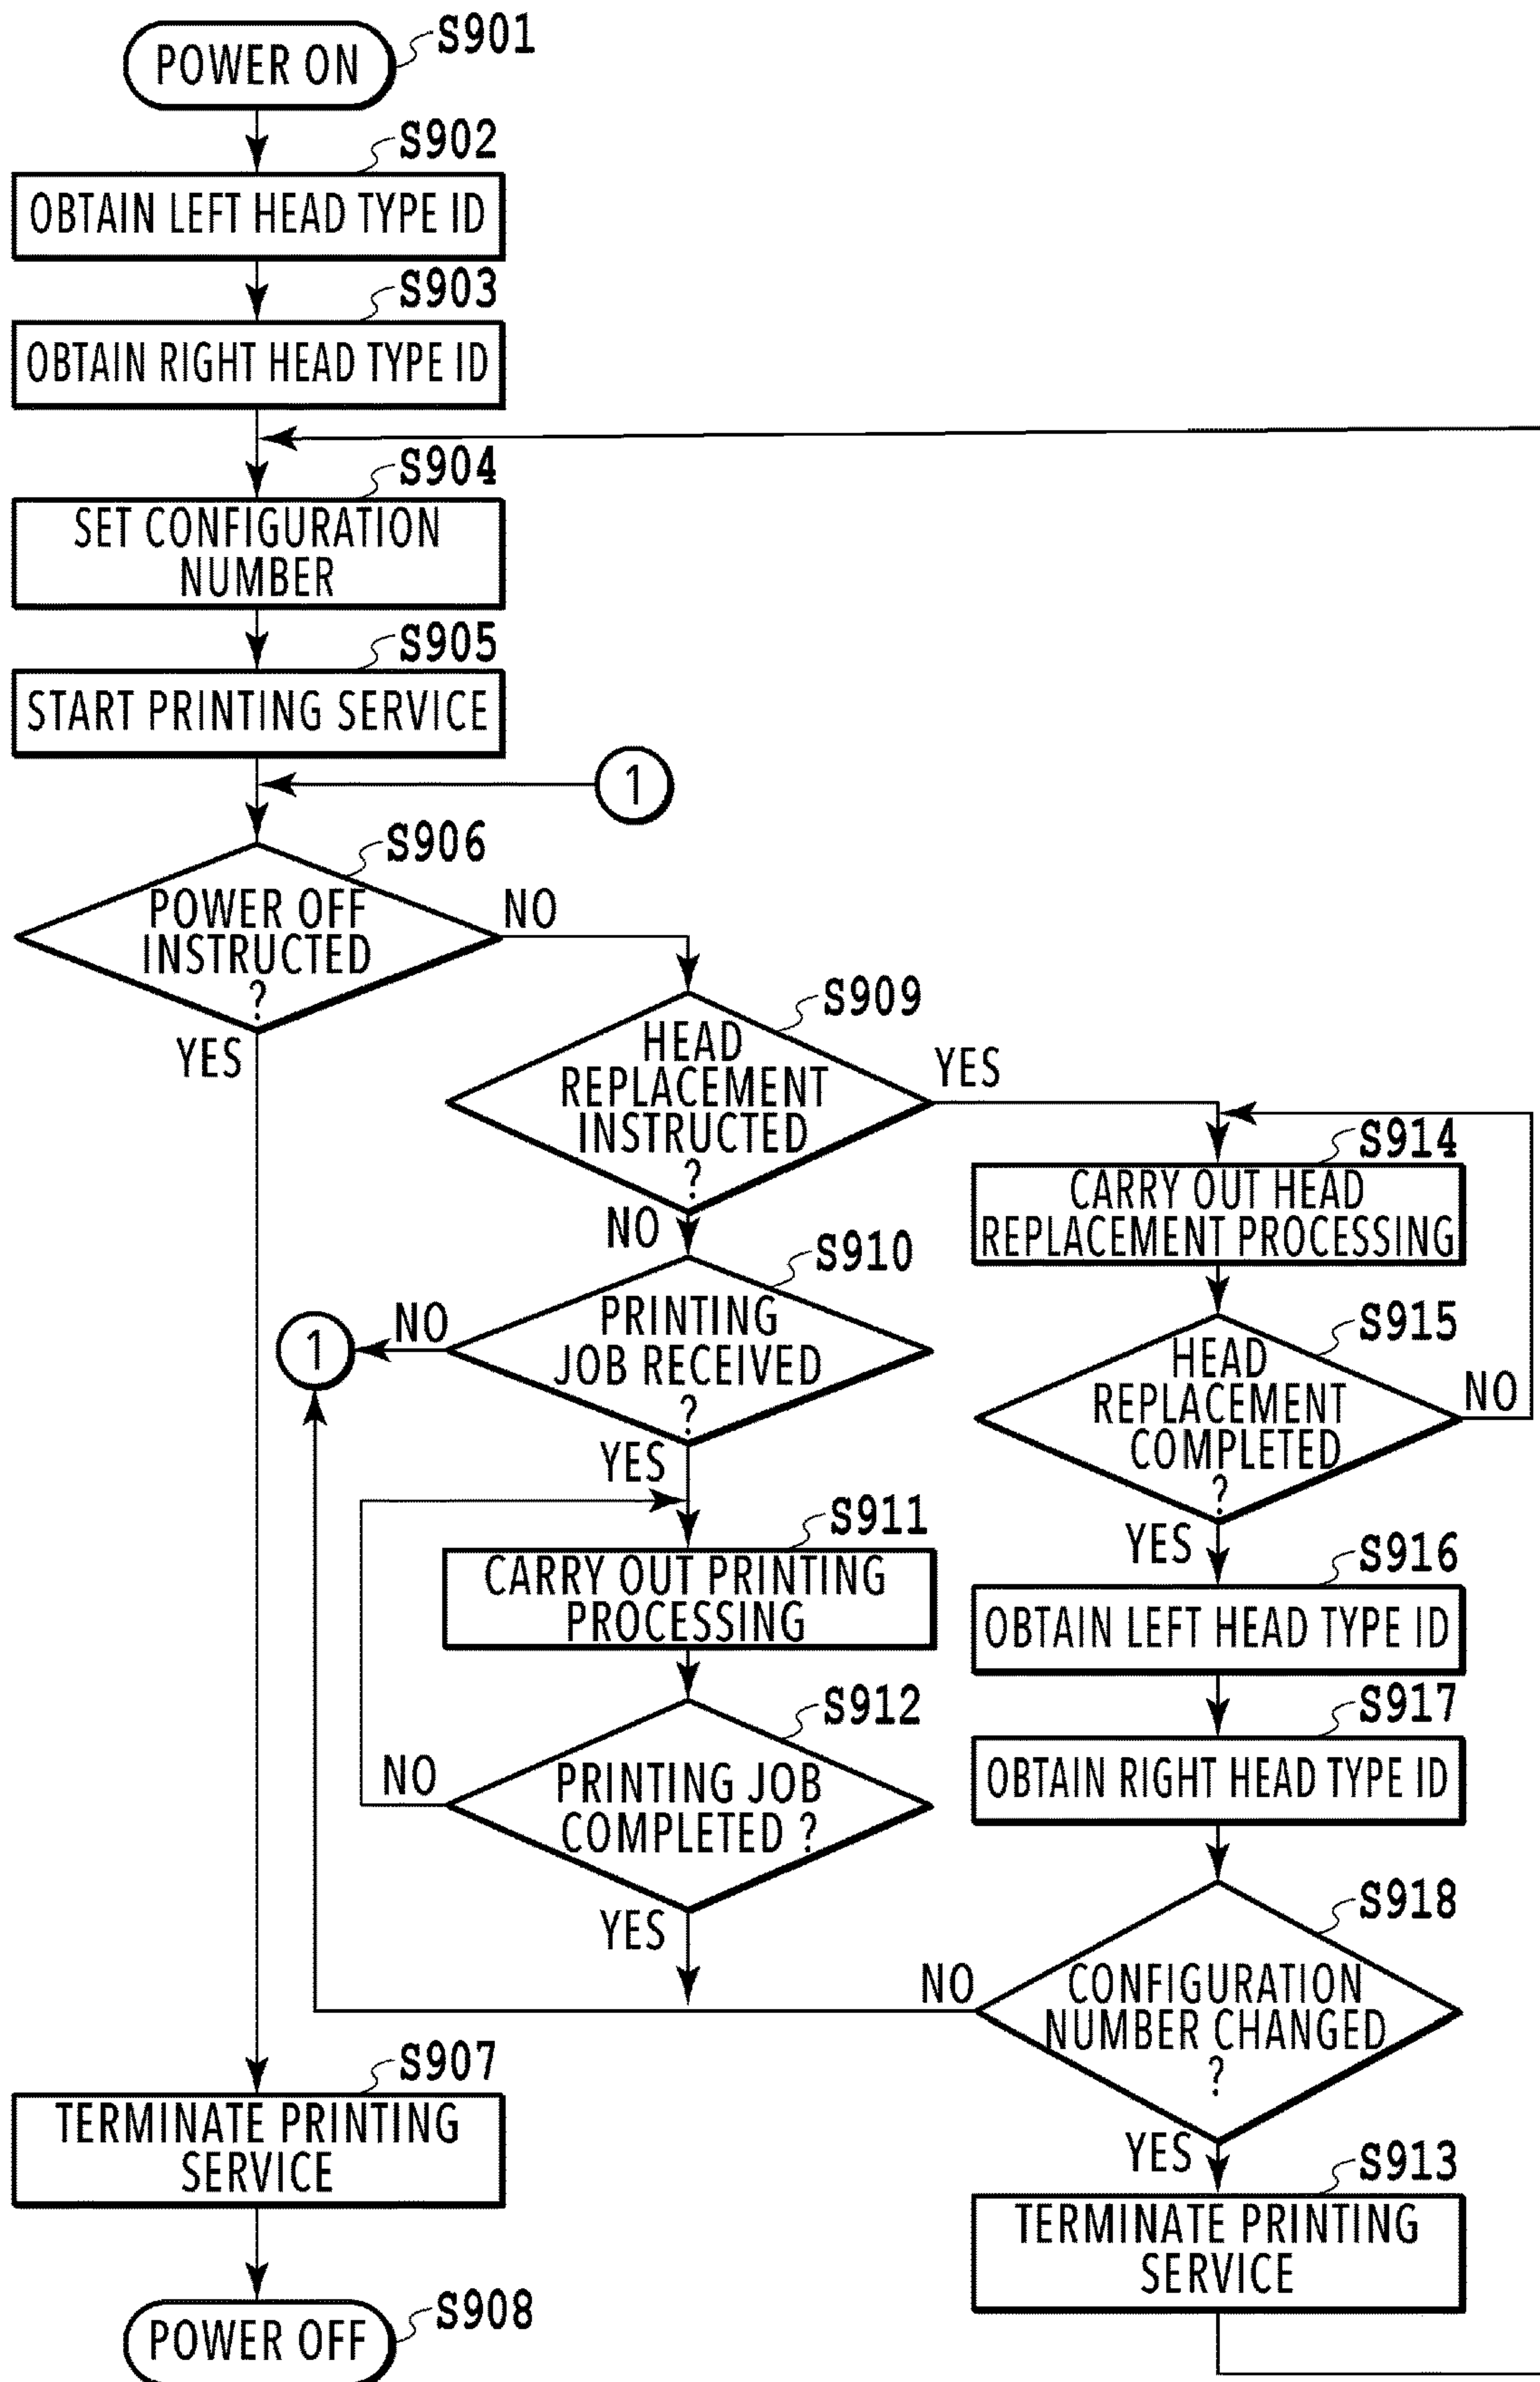 POWER ON
S901
S902
OBTAIN LEFT HEAD TYPE ID
S903
OBTAIN RIGHT HEAD TYPE ID
S904
SET CONFIGURATION
NUMBER
S905
START PRINTING SERVICE
1
S906
POWER OFF
INSTRUCTED
?
NO
YES
S909
HEAD
REPLACEMENT
INSTRUCTED
?
YES
NO
S910
PRINTING
JOB RECEIVED
?
NO
1
YES
S911
CARRY OUT PRINTING
PROCESSING
S912
PRINTING JOB
COMPLETED ?
NO
YES
S914
CARRY OUT HEAD
REPLACEMENT PROCESSING
S915
HEAD
REPLACEMENT
COMPLETED
?
NO
YES
S916
OBTAIN LEFT HEAD TYPE ID
S917
OBTAIN RIGHT HEAD TYPE ID
S918
CONFIGURATION
NUMBER CHANGED
?
NO
YES
S913
TERMINATE PRINTING
SERVICE
S907
TERMINATE PRINTING
SERVICE
S908
POWER OFF